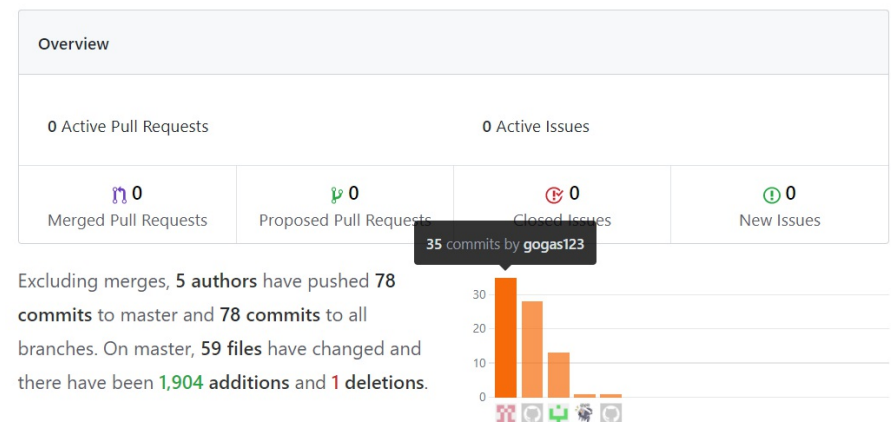 Overview
0 Active Pull Requests
0 Active Issues
0
Merged Pull Requests
0
Proposed Pull Requests
0
Closed Issues
0
New Issues
35 commits by gogas123
Excluding merges, 5 authors have pushed 78
commits to master and 78 commits to all
branches. On master, 59 files have changed and
there have been 1,904 additions and 1 deletions.
30
20
10
0